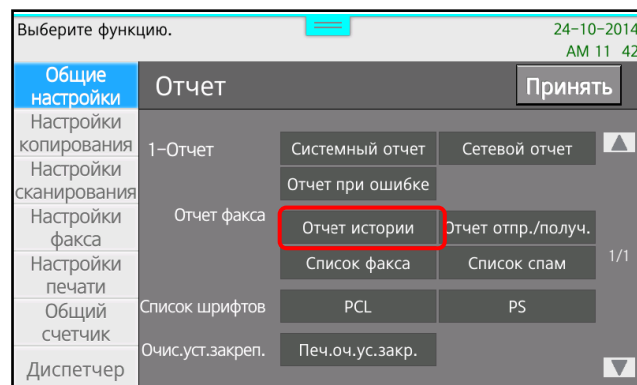 Выберите функцию.
24-10-2014
AM 11 42
Общие
настройки
Отчет
Принять
Настройки
копирования
Настройки
сканирования
Настройки
факса
Настройки
печати
Общий
счетчик
Диспетчер
1-Отчет
Системный отчет
Сетевой отчет
Отчет при ошибке
Отчет факса
Отчет истории
Отчет отпр./получ.
Список факса
Список спам
1/1
Список шрифтов
PCL
PS
Очис.уст.закреп.
Печ.оч.ус.закр.